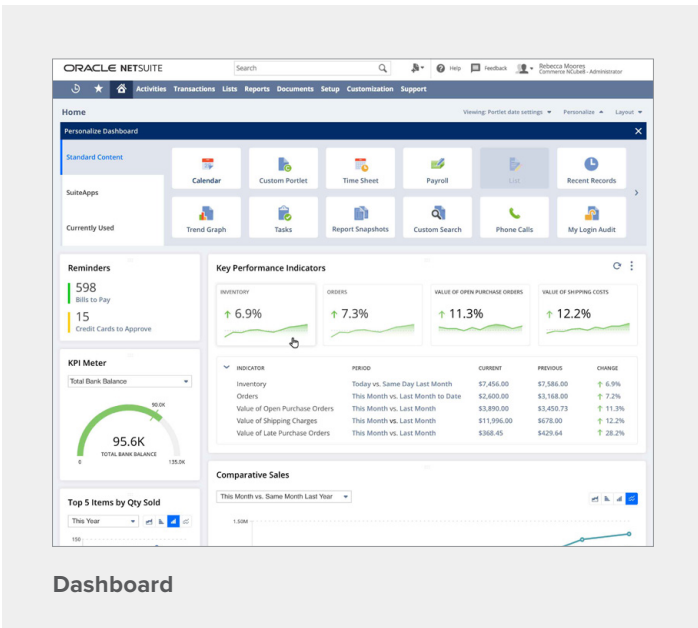 ORACLE NETSUITE
Search
Help
Feedback
Rebecca Moores
Commerce NCube8 - Administrator
Activities Transactions Lists Reports Documents Setup Customization Support
Home
Viewing: Portlet date settings
Personalize
Layout
Personalize Dashboard
Standard Content
SuiteApps
Currently Used
Calendar
Custom Portlet
Time Sheet
Payroll
List
Recent Records
Trend Graph
Tasks
Report Snapshots
Custom Search
Phone Calls
My Login Audit
Reminders
598
Bills to Pay
15
Credit Cards to Approve
Key Performance Indicators
INVENTORY
6.9%
ORDERS
7.3%
VALUE OF OPEN PURCHASE ORDERS
11.3%
VALUE OF SHIPPING COSTS
12.2%
INDICATOR PERIOD CURRENT PREVIOUS CHANGE
Inventory Today vs. Same Day Last Month $7,456.00 $7,586.00 6.9%
Orders This Month vs. Last Month to Date $2,600.00 $3,168.00 7.2%
Value of Open Purchase Orders This Month vs. Last Month $3,890.00 $3,450.73 11.3%
Value of Shipping Charges This Month vs. Last Month $11,996.00 $678.00 12.2%
Value of Late Purchase Orders This Month vs. Last Month $368.45 $429.64 28.2%
KPI Meter
Total Bank Balance
90.0K
95.6K
TOTAL BANK BALANCE
0
135.0K
Top 5 Items by Qty Sold
This Year
150
Comparative Sales
This Month vs. Same Month Last Year
1.50M
Dashboard